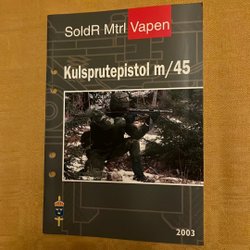 SoldR Mtrl Vapen
Kulsprutepistol m/45
2003